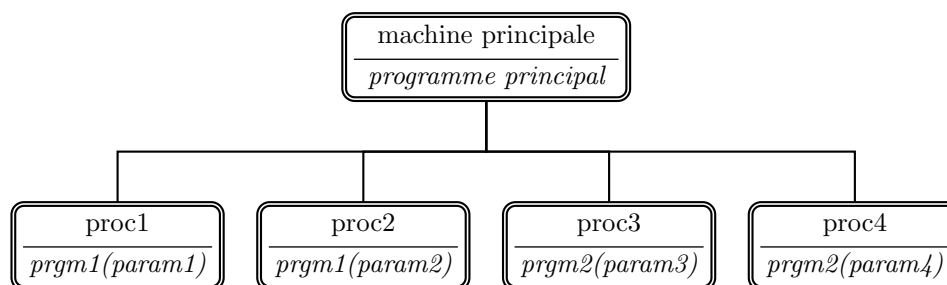 machine principale
programme principal
proc1
prgm1(param1)
proc2
prgm1(param2)
proc3
prgm2(param3)
proc4
prgm2(param4)